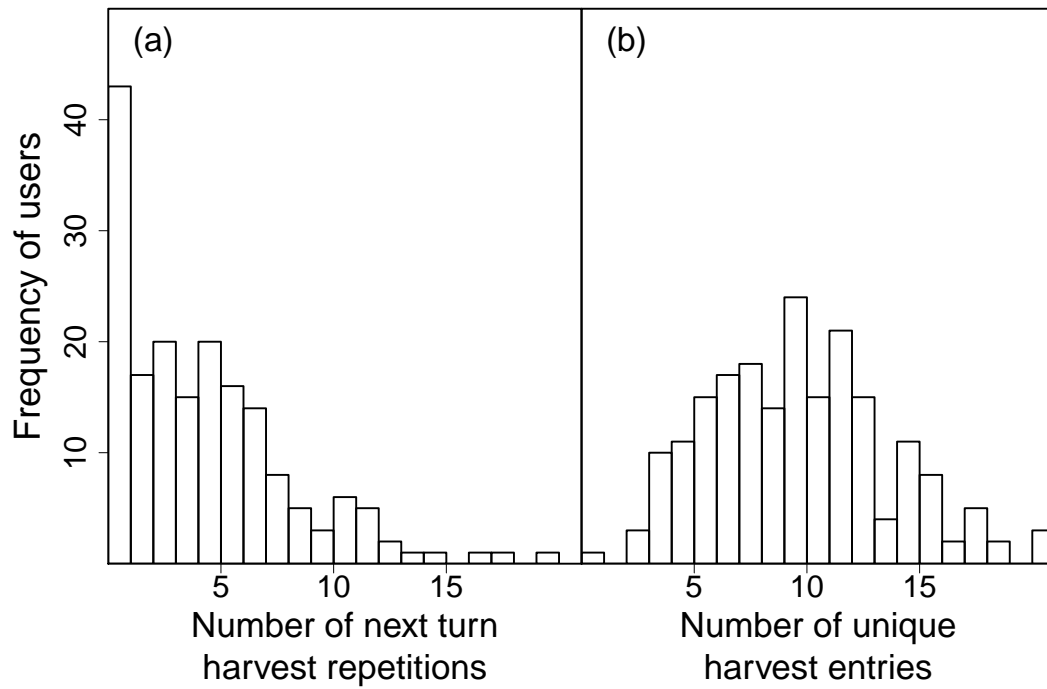 (a)
(b)
Frequency of users
40
30
20
10
5 10 15
5 10 15
Number of next turn
harvest repetitions
Number of unique
harvest entries